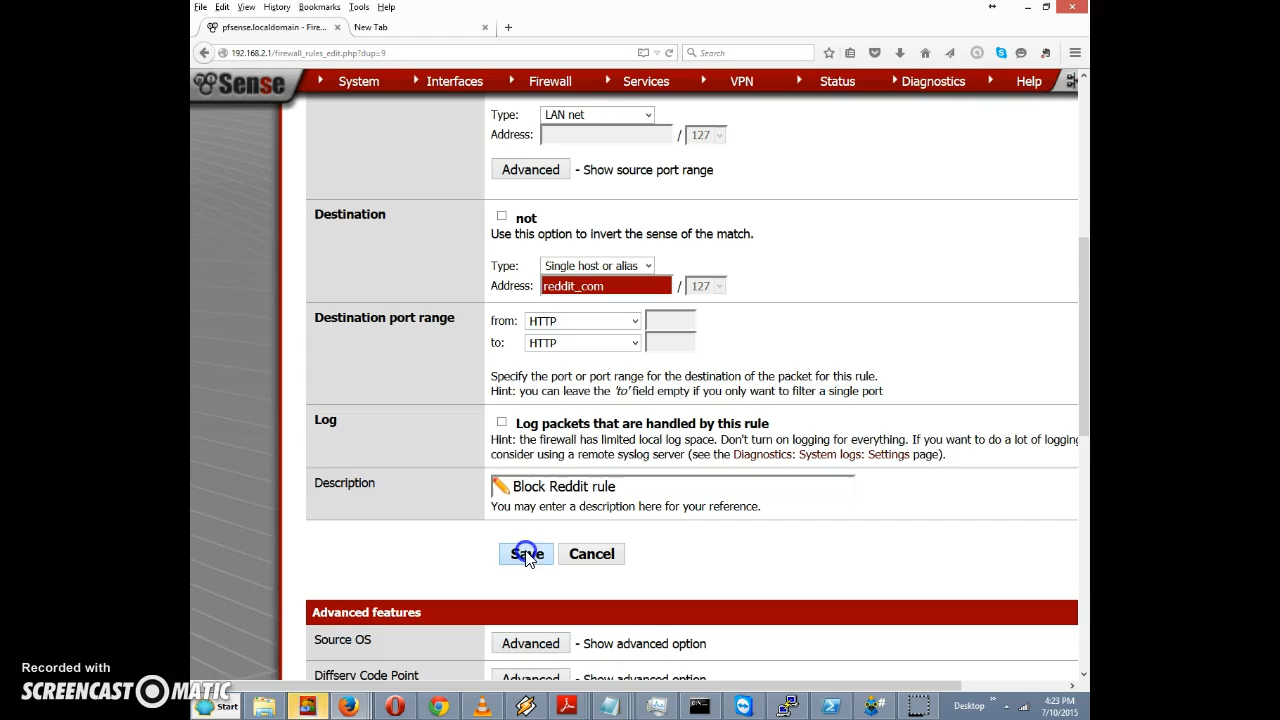 File Edit View History Bookmarks Tools Help
pfsense.localdomain - Fire... × New Tab × +
192.168.2.1/firewall_rules_edit.php?dup=9 Search
Sense System Interfaces Firewall Services VPN Status Diagnostics Help
Type: LAN net
Address: / 127
Advanced - Show source port range
Destination not
Use this option to invert the sense of the match.
Type: Single host or alias
Address: reddit_com / 127
Destination port range from: HTTP
to: HTTP
Specify the port or port range for the destination of the packet for this rule.
Hint: you can leave the 'to' field empty if you only want to filter a single port
Log Log packets that are handled by this rule
Hint: the firewall has limited local log space. Don't turn on logging for everything. If you want to do a lot of logging
consider using a remote syslog server (see the Diagnostics: System logs: Settings page).
Description Block Reddit rule
You may enter a description here for your reference.
Save Cancel
Advanced features
Source OS Advanced - Show advanced option
Diffserv Code Point Advanced - Show advanced option
Recorded with
SCREENCAST MATIC
Start Desktop » 4:23 PM
7/10/2015